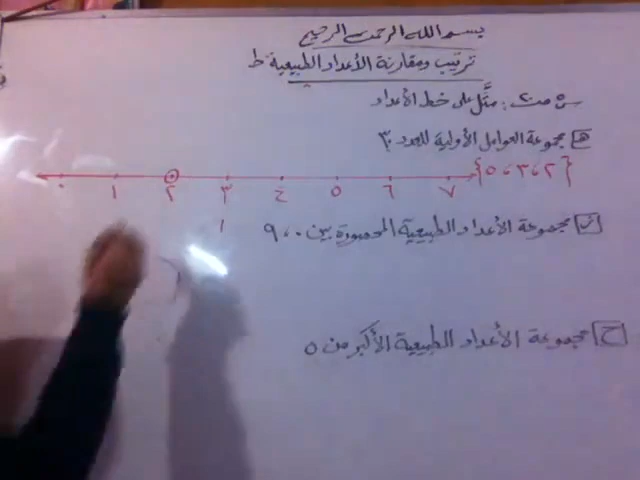 بسم الله الرحمن الرحيم
ترتيب ومقارنة الأعداد الطبيعية ط
مثّل على خط الأعداد
هـ مجموعة العوامل الأولية للعدد ٣٠
{٢ ، ٣ ، ٥}
٠ ١ ٢ ٣ ٤ ٥ ٦ ٧
مجموعة الأعداد الطبيعية المحصورة بين ٠ ، ٩
ح مجموعة الأعداد الطبيعية الأكبر من ٥